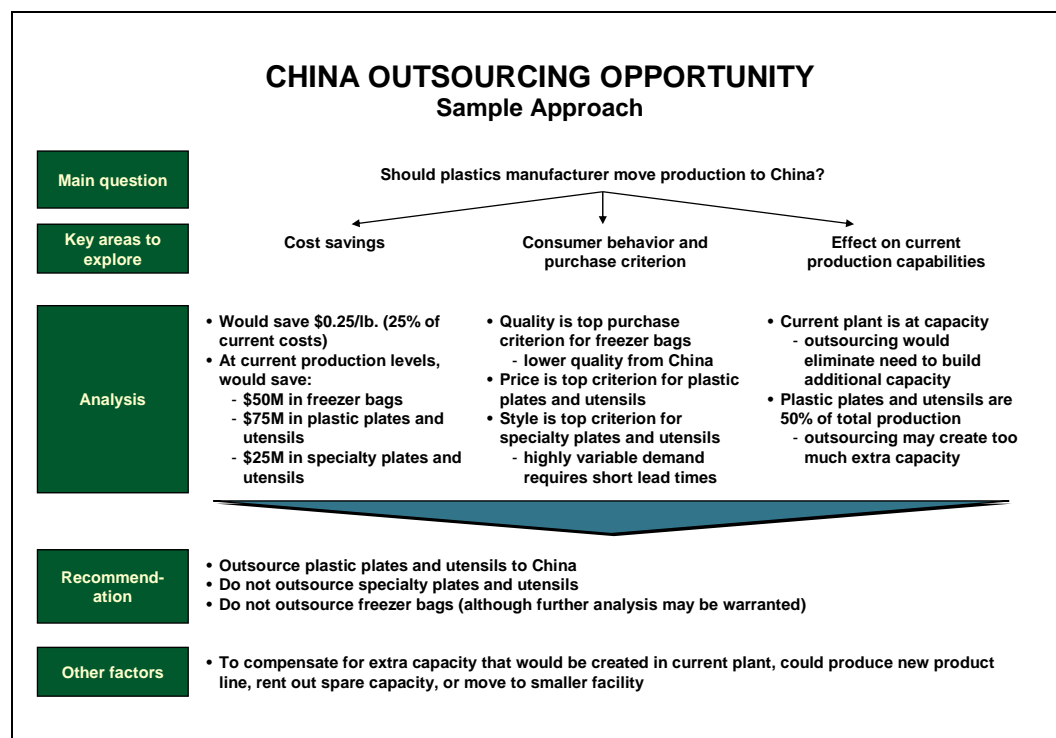 CHINA OUTSOURCING OPPORTUNITY
Sample Approach
Main question
Should plastics manufacturer move production to China?
Key areas to
explore
Cost savings
Consumer behavior and
purchase criterion
Effect on current
production capabilities
Analysis
• Would save $0.25/lb. (25% of
current costs)
• At current production levels,
would save:
- $50M in freezer bags
- $75M in plastic plates and
utensils
- $25M in specialty plates and
utensils
• Quality is top purchase
criterion for freezer bags
- lower quality from China
• Price is top criterion for plastic
plates and utensils
• Style is top criterion for
specialty plates and utensils
- highly variable demand
requires short lead times
• Current plant is at capacity
- outsourcing would
eliminate need to build
additional capacity
• Plastic plates and utensils are
50% of total production
- outsourcing may create too
much extra capacity
Recommend-
ation
• Outsource plastic plates and utensils to China
• Do not outsource specialty plates and utensils
• Do not outsource freezer bags (although further analysis may be warranted)
Other factors
• To compensate for extra capacity that would be created in current plant, could produce new product
line, rent out spare capacity, or move to smaller facility